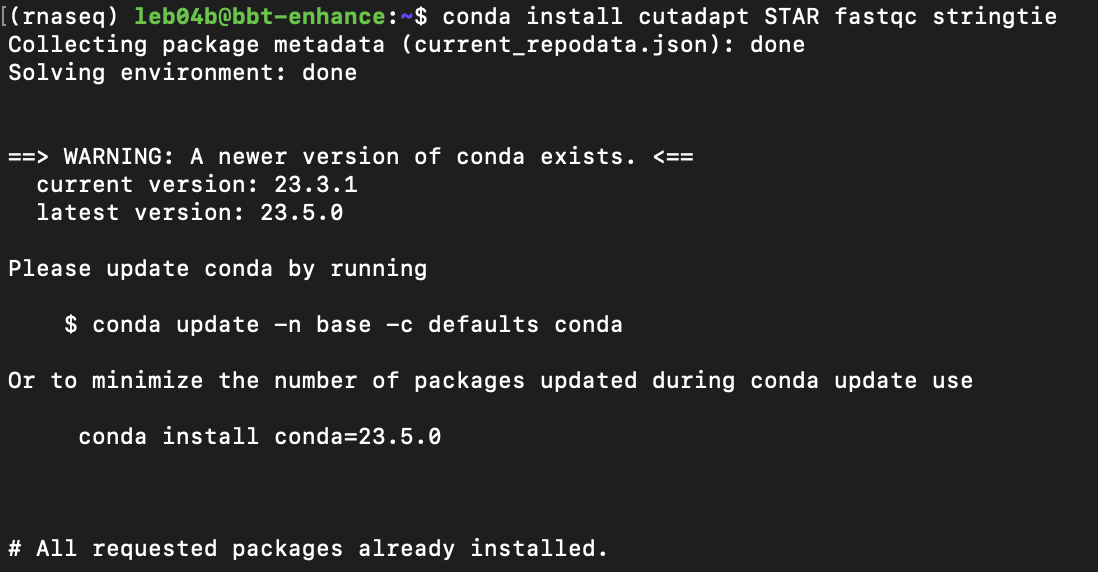 [(rnaseq) leb04b@bbt-enhance:~$ conda install cutadapt STAR fastqc stringtie
Collecting package metadata (current_repodata.json): done
Solving environment: done
==> WARNING: A newer version of conda exists. <==
  current version: 23.3.1
  latest version: 23.5.0
Please update conda by running
    $ conda update -n base -c defaults conda
Or to minimize the number of packages updated during conda update use
     conda install conda=23.5.0
# All requested packages already installed.